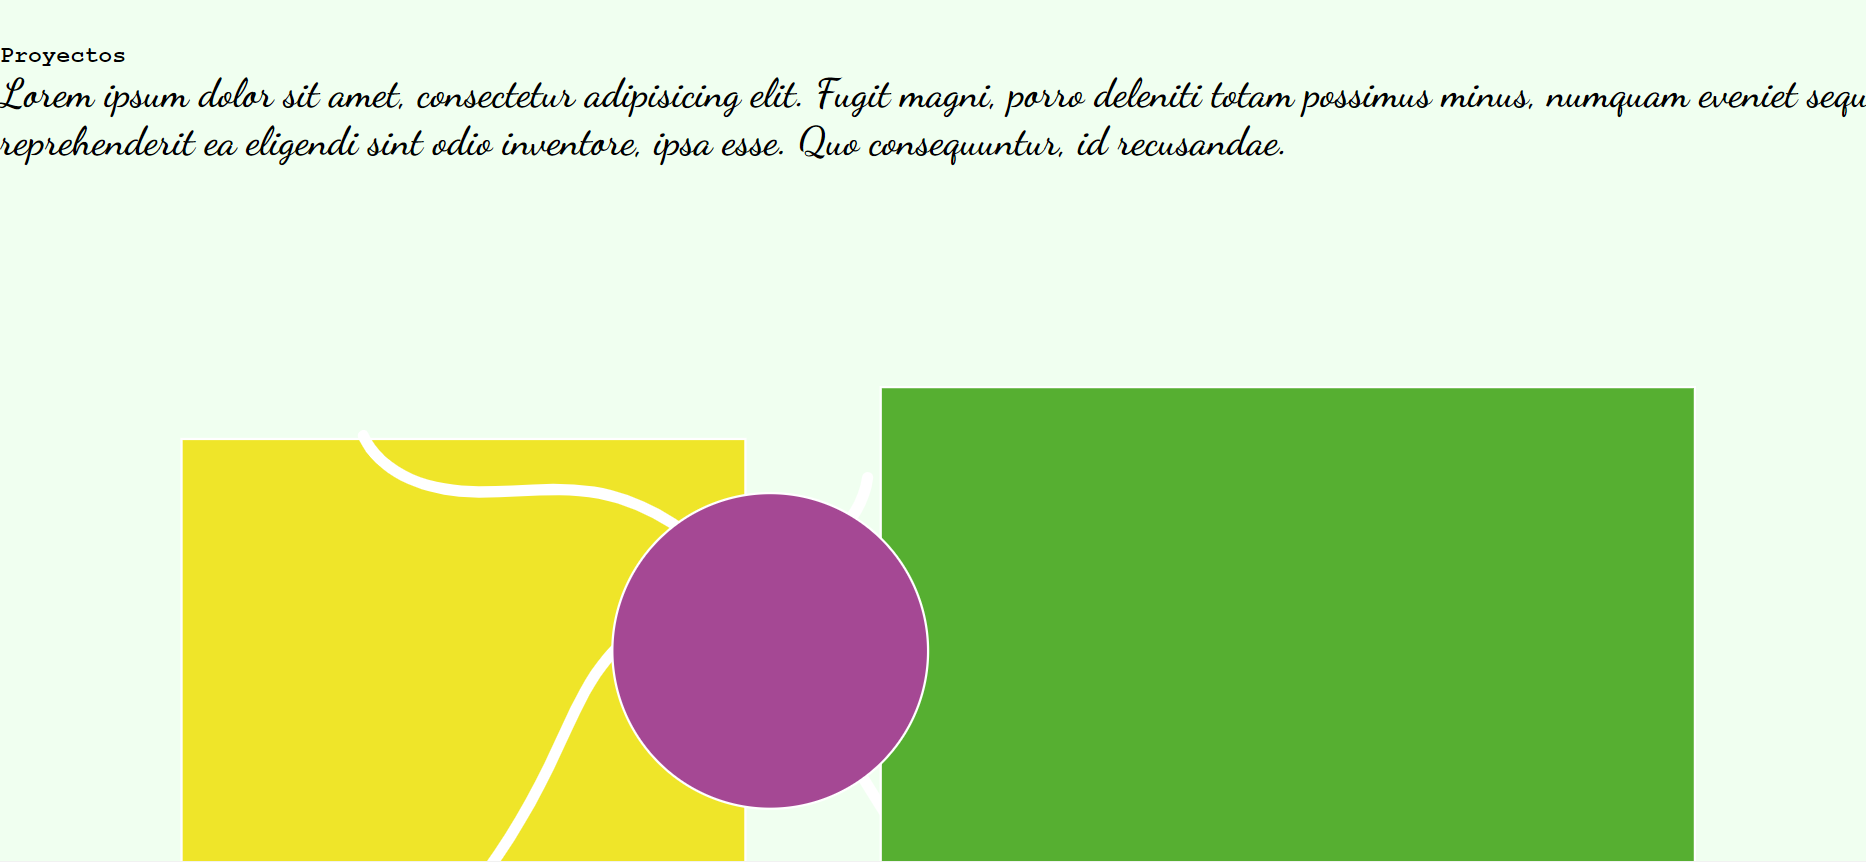 Proyectos
Lorem ipsum dolor sit amet, consectetur adipisicing elit. Fugit magni, porro deleniti totam possimus minus, numquam eveniet sequ
reprehenderit ea eligendi sint odio inventore, ipsa esse. Quo consequuntur, id recusandae.